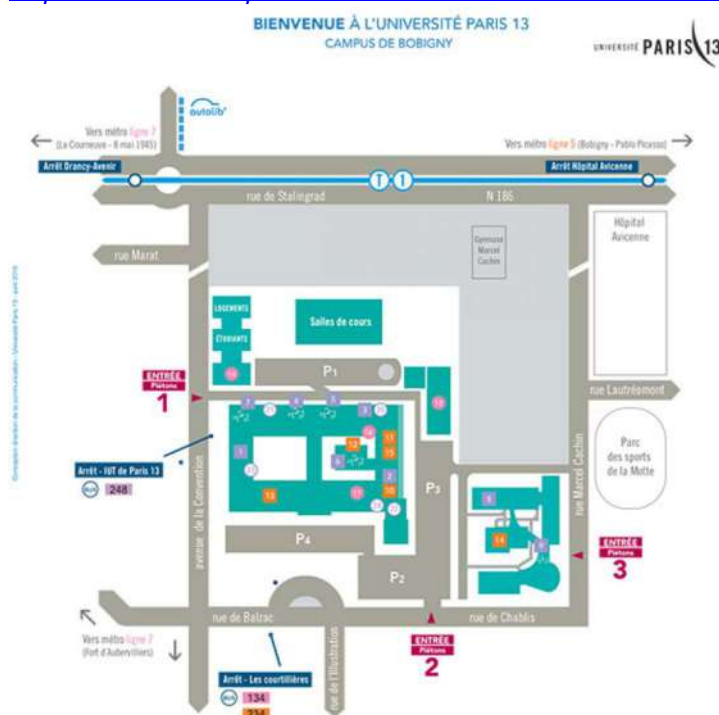 BIENVENUE À L'UNIVERSITÉ PARIS 13
CAMPUS DE BOBIGNY
UNIVERSITÉ PARIS 13
autolib'
Vers métro ligne 7
(La Courneuve - 8 mai 1945)
Vers métro ligne 5 (Bobigny - Pablo Picasso)
Arrêt Drancy-Avenir
Arrêt Hôpital Avicenne
T 1
rue de Stalingrad
N 186
Gymnase
Marcel
Cachin
Hôpital
Avicenne
rue Marat
LOGEMENTS
ÉTUDIANTS
Salles de cours
P1
ENTRÉE
Piétons
1
rue Lautréamont
Parc
des sports
de la Motte
Arrêt - IUT de Paris 13
BUS 248
avenue de la Convention
rue Marcel Cachin
P3
P4
P2
ENTRÉE
Piétons
3
rue de Balzac
rue de Chablis
Vers métro ligne 7
(Fort d'Aubervilliers)
ENTRÉE
Piétons
2
rue de l'Illustration
Arrêt - Les courtillières
BUS 134
234